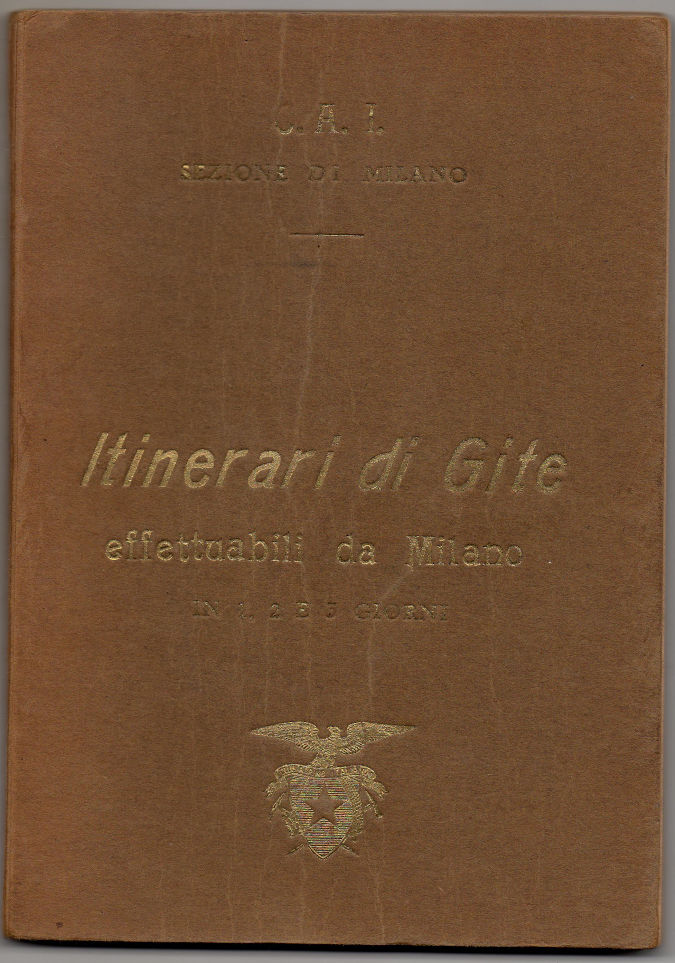 C. A. I.
SEZIONE DI MILANO
Itinerari di Gite
effettuabili da Milano
IN 1, 2 E 3 GIORNI